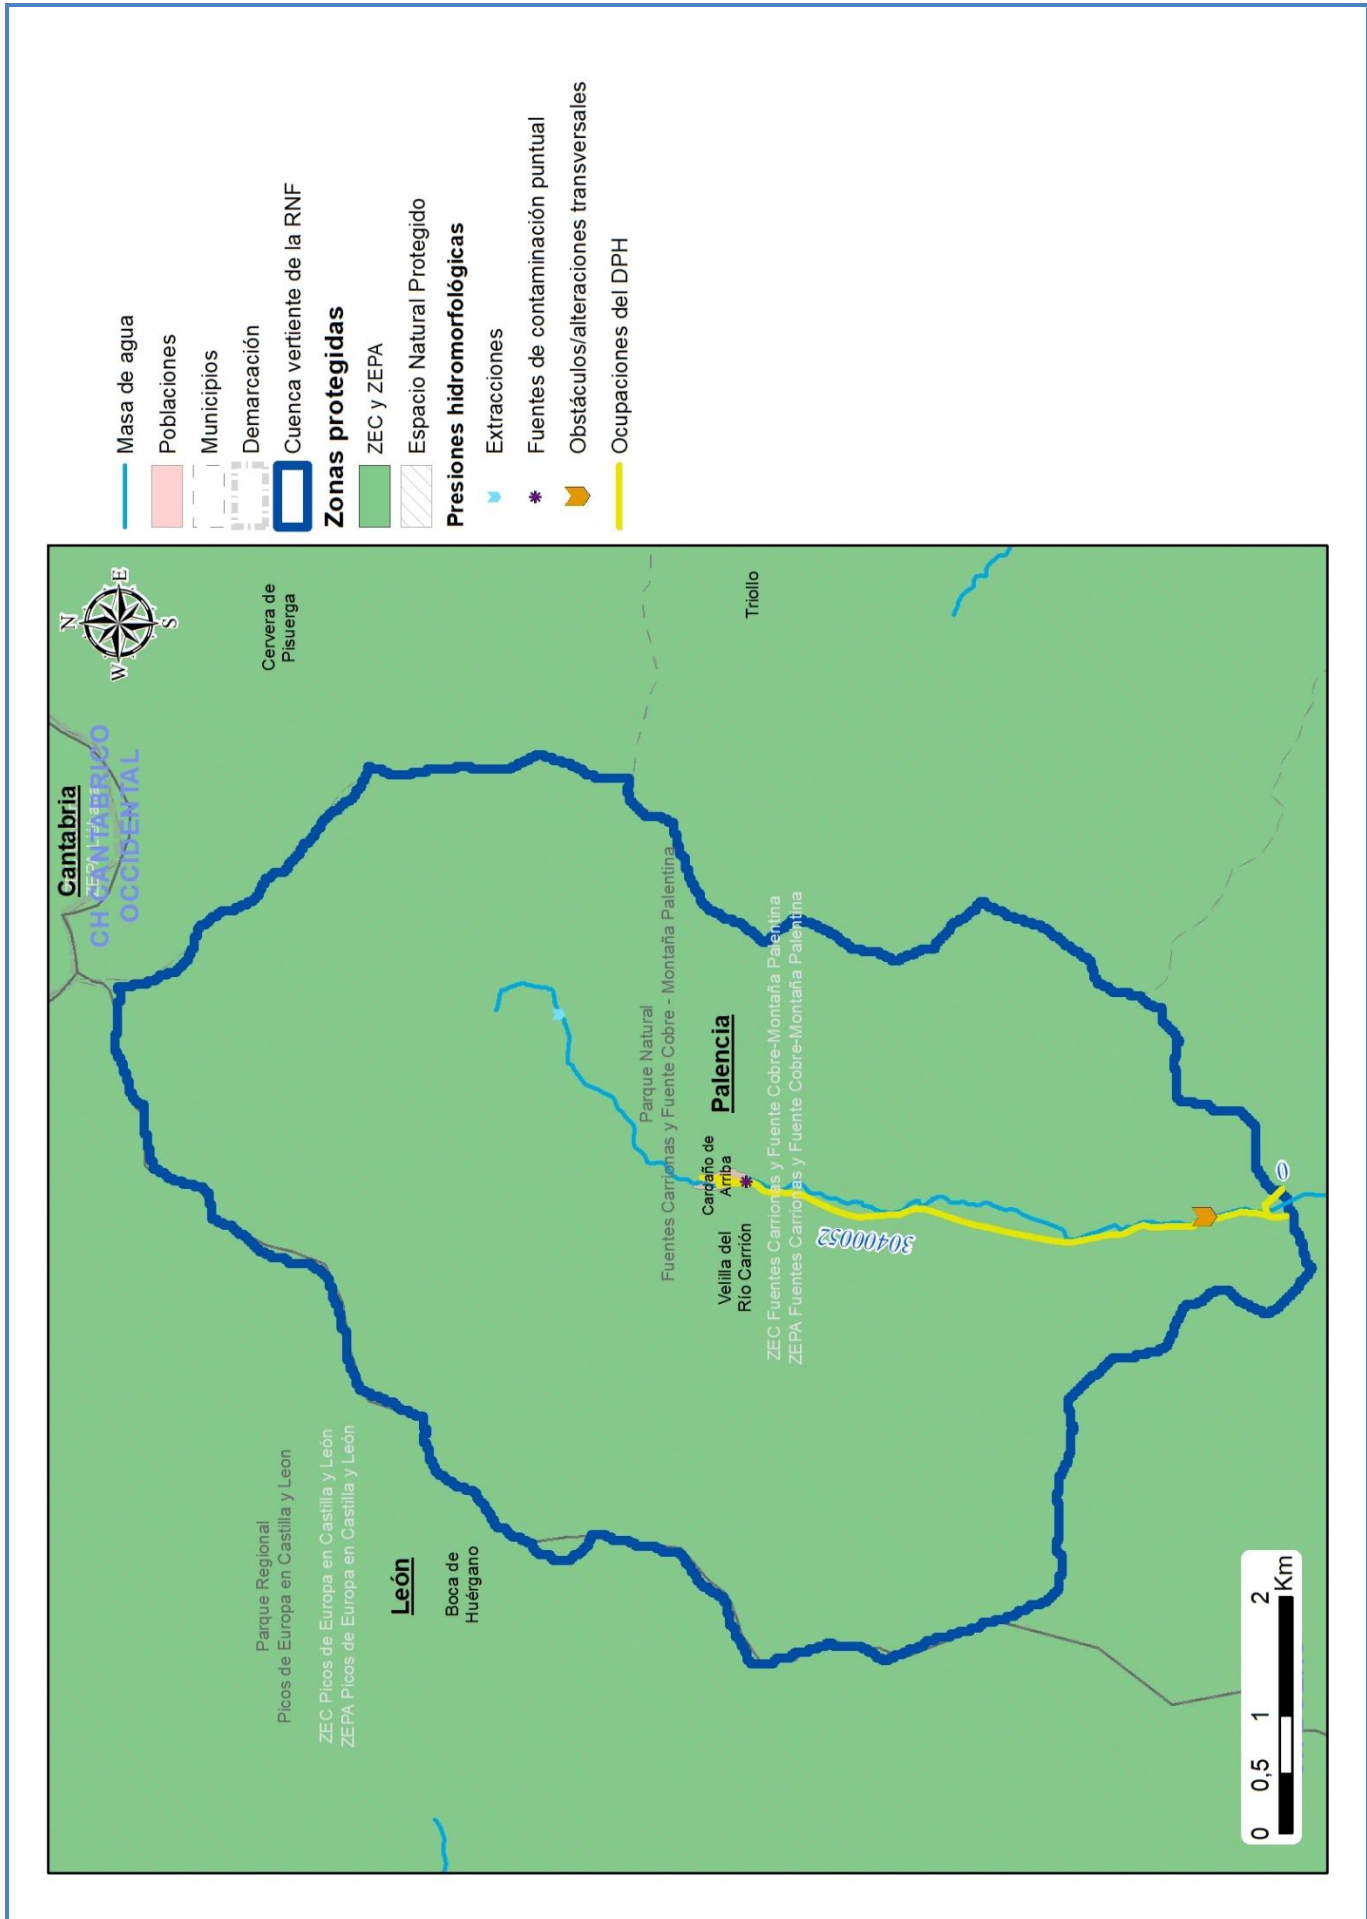 Cantabria
CH CANTABRICO
OCCIDENTAL
N
W
E
S
Cervera de
Pisuerga
Parque Regional
Picos de Europa en Castilla y Leon
ZEC Picos de Europa en Castilla y León
ZEPA Picos de Europa en Castilla y León
León
Boca de
Huérgano
Parque Natural
Fuentes Carrionas y Fuente Cobre - Montaña Palentina
Cardaño de
Arriba
Palencia
Velilla del
Río Carrión
Triollo
ZEC Fuentes Carrionas y Fuente Cobre-Montaña Palentina
ZEPA Fuentes Carrionas y Fuente Cobre-Montaña Palentina
30400052
0
0 0,5 1 2
Km
Masa de agua
Poblaciones
Municipios
Demarcación
Cuenca vertiente de la RNF
Zonas protegidas
ZEC y ZEPA
Espacio Natural Protegido
Presiones hidromorfológicas
Extracciones
Fuentes de contaminación puntual
Obstáculos/alteraciones transversales
Ocupaciones del DPH